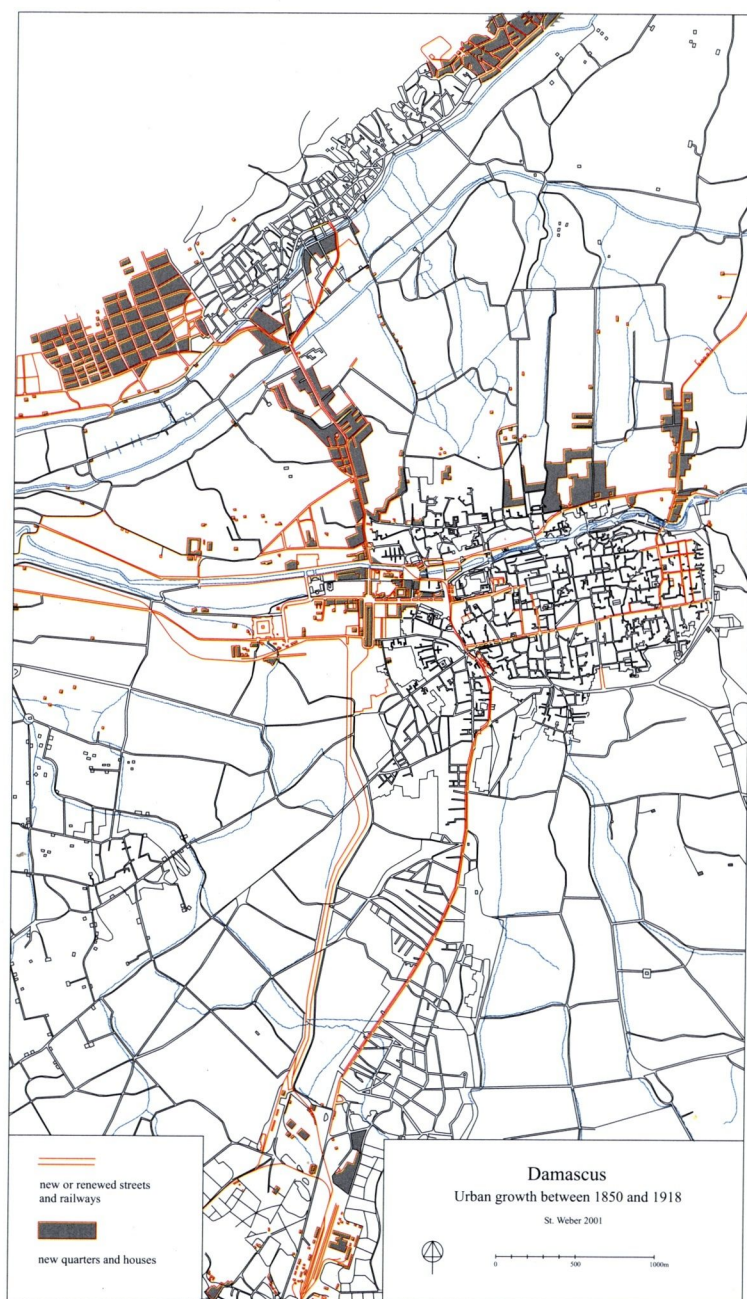 new or renewed streets
and railways
new quarters and houses
Damascus
Urban growth between 1850 and 1918
St. Weber 2001
0 500 1000m